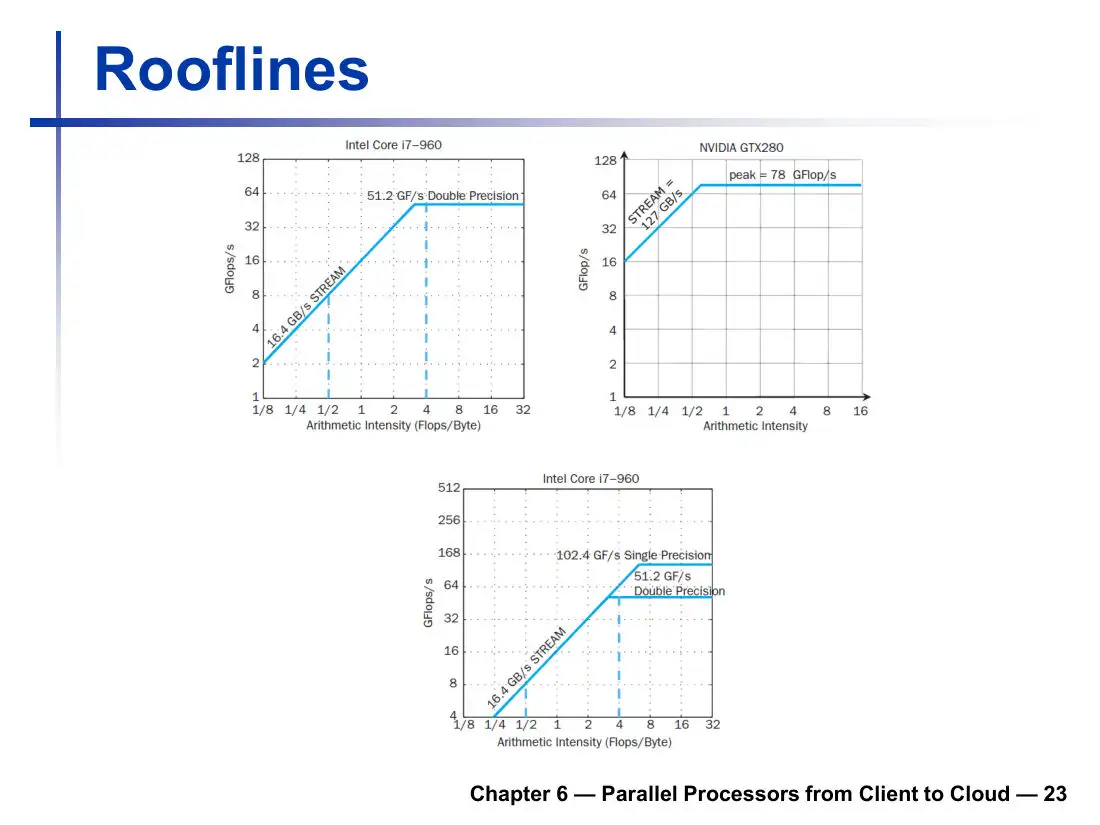 Rooflines
Intel Core i7–960
128
64
32
16
8
4
2
1
GFlops/s
51.2 GF/s Double Precision
16.4 GB/s STREAM
1/8 1/4 1/2 1 2 4 8 16 32
Arithmetic Intensity (Flops/Byte)
NVIDIA GTX280
128
64
32
16
8
4
2
1
GFlop/s
peak = 78 GFlop/s
STREAM =
127 GB/s
1/8 1/4 1/2 1 2 4 8 16
Arithmetic Intensity
Intel Core i7–960
512
256
168
64
32
16
8
4
GFlops/s
102.4 GF/s Single Precision
51.2 GF/s
Double Precision
16.4 GB/s STREAM
1/8 1/4 1/2 1 2 4 8 16 32
Arithmetic Intensity (Flops/Byte)
Chapter 6 — Parallel Processors from Client to Cloud — 23